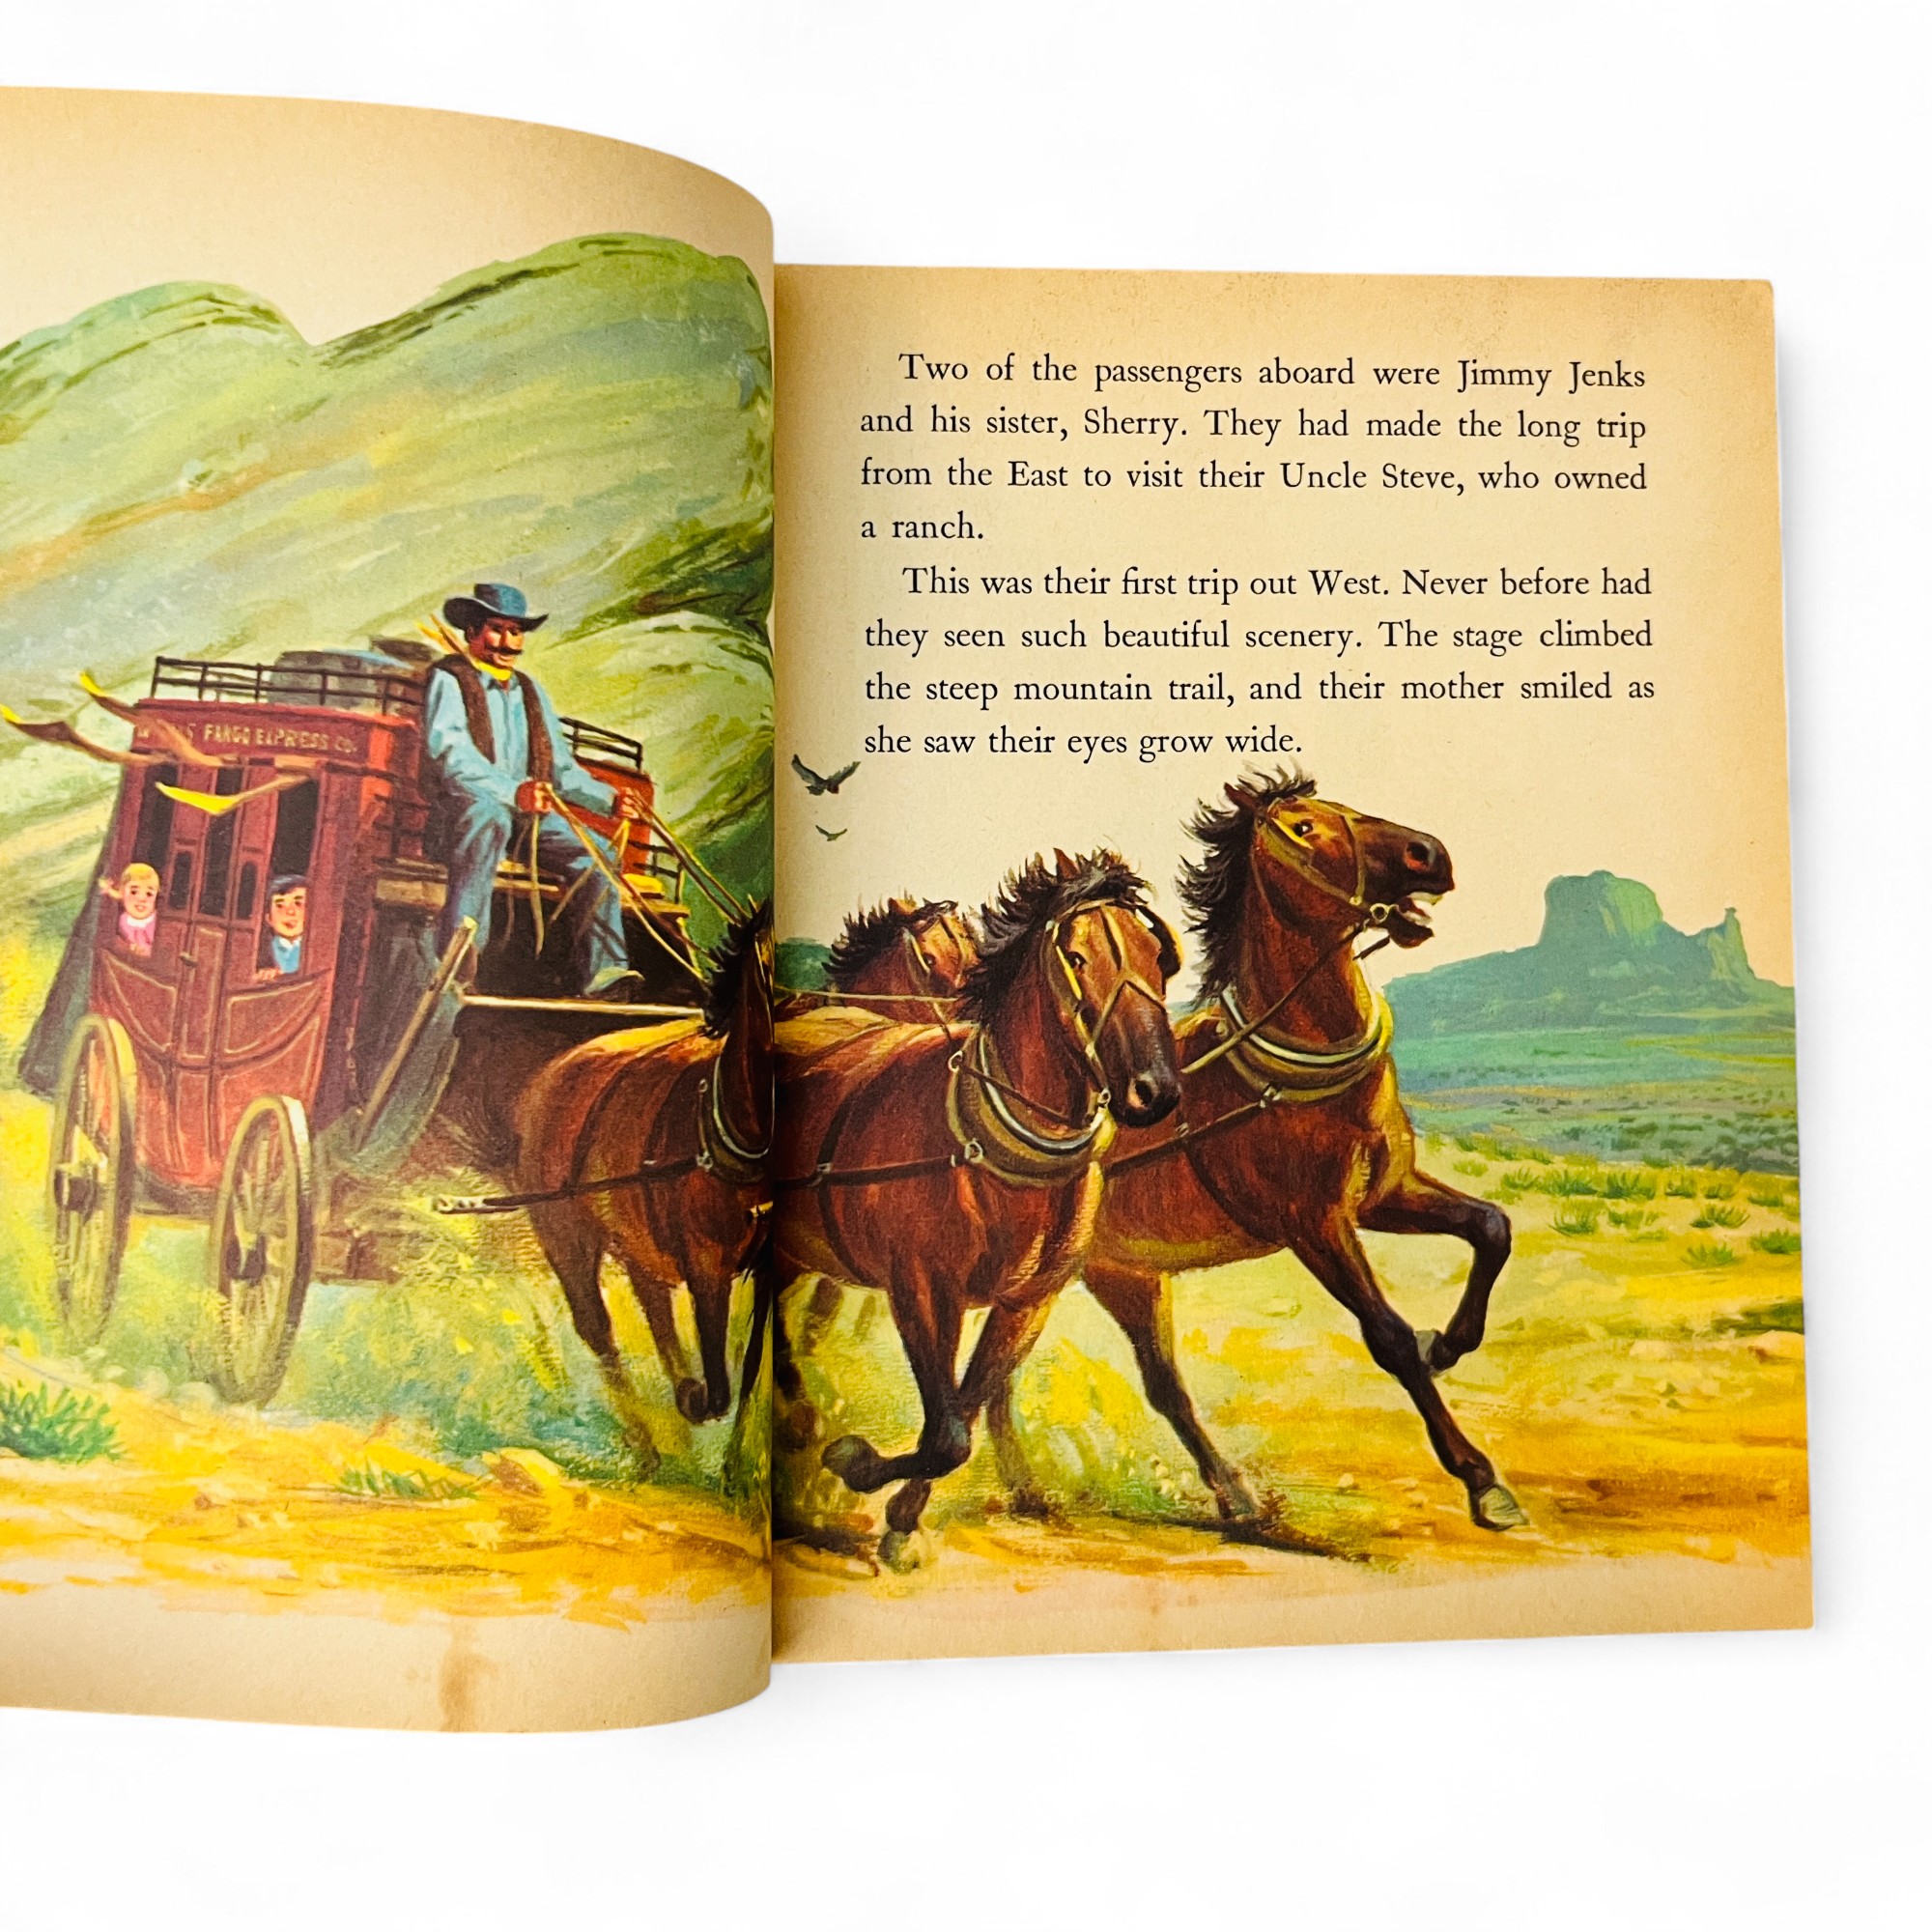 FARGO EXPRESS CO.
Two of the passengers aboard were Jimmy Jenks
and his sister, Sherry. They had made the long trip
from the East to visit their Uncle Steve, who owned
a ranch.
This was their first trip out West. Never before had
they seen such beautiful scenery. The stage climbed
the steep mountain trail, and their mother smiled as
she saw their eyes grow wide.